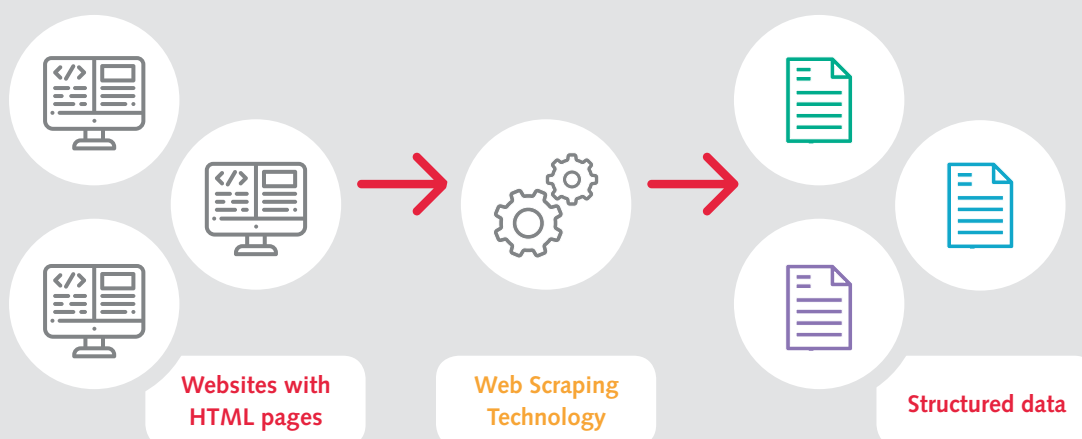 </>
</>
</>
Websites with
HTML pages
Web Scraping
Technology
Structured data